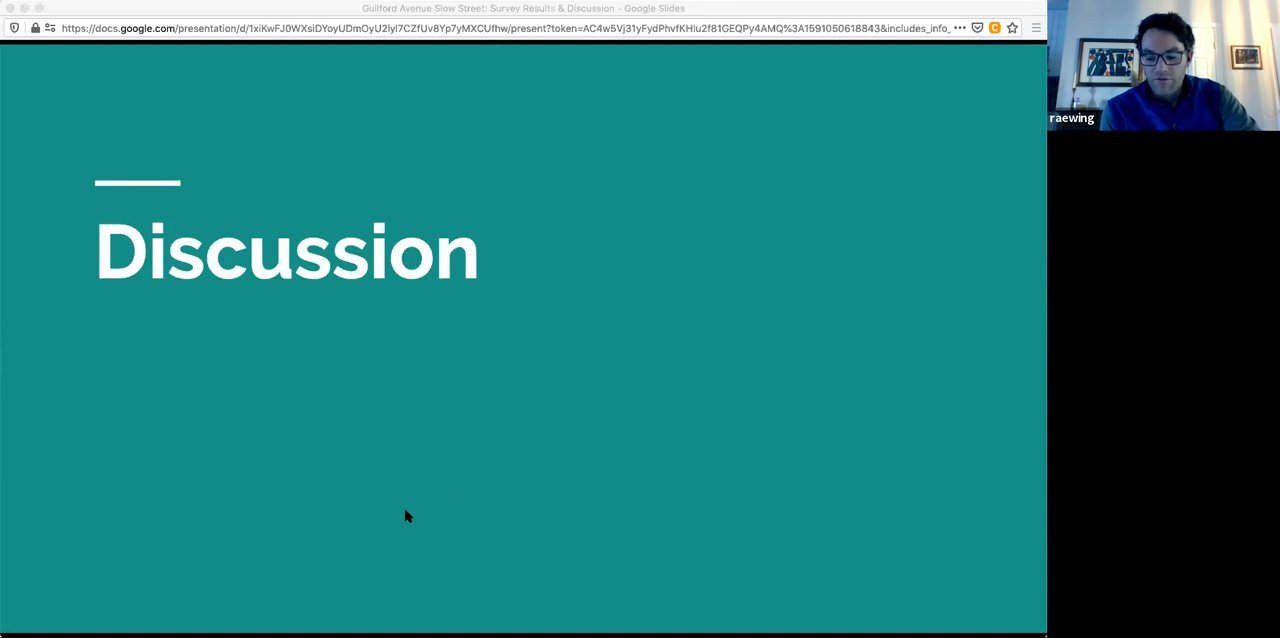 Guilford Avenue Slow Street: Survey Results & Discussion - Google Slides
https://docs.google.com/presentation/d/1xiKwFJ0WXsiDYoyUDmOyU2lyl7CZfUv8Yp7yMXCUfhw/present?token=AC4w5Vj31yFydPhvfKHlu2f81GEQPy4AMQ%3A1591050618843&includes_info_
raewing
Discussion